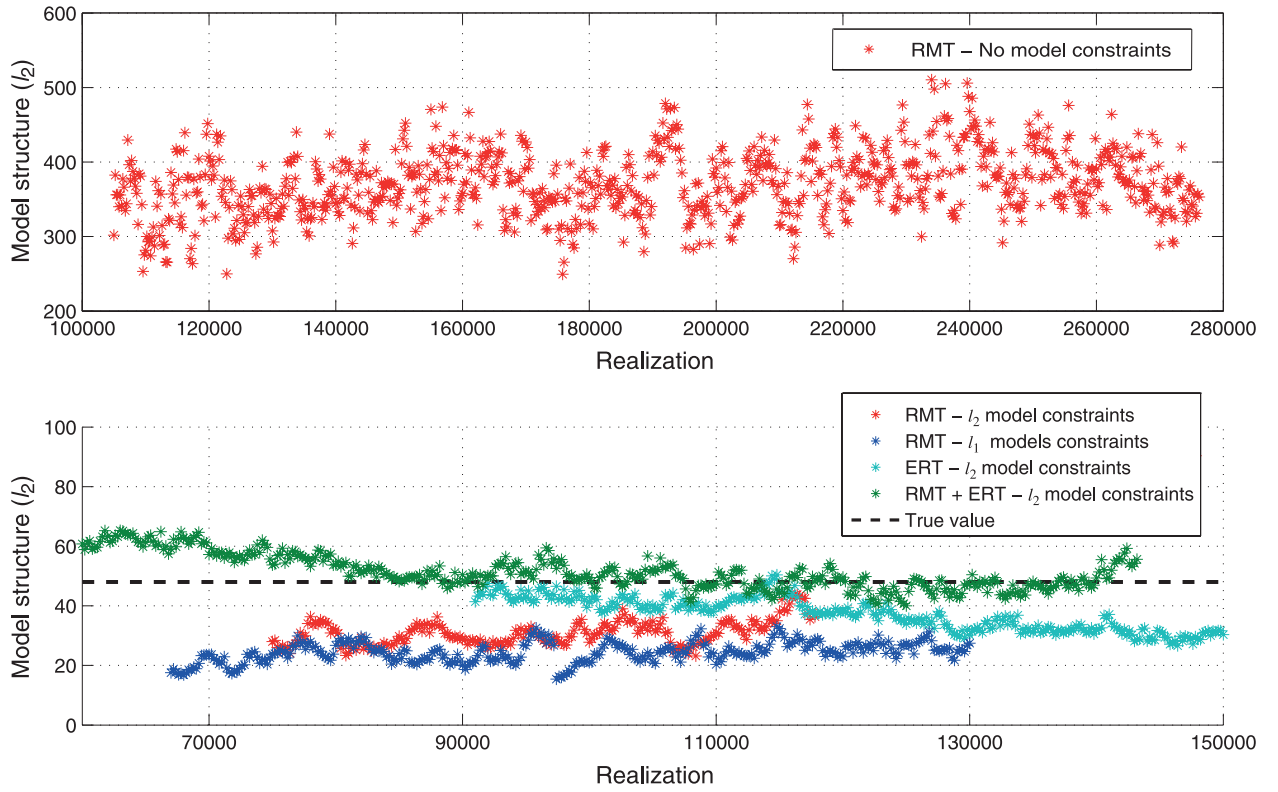 600
500
400
300
200
Model structure (l₂)
RMT – No model constraints
100000 120000 140000 160000 180000 200000 220000 240000 260000 280000
Realization
RMT – l₂ model constraints
RMT – l₁ models constraints
ERT – l₂ model constraints
RMT + ERT – l₂ model constraints
True value
100
80
60
40
20
0
Model structure (l₂)
70000 90000 110000 130000 150000
Realization